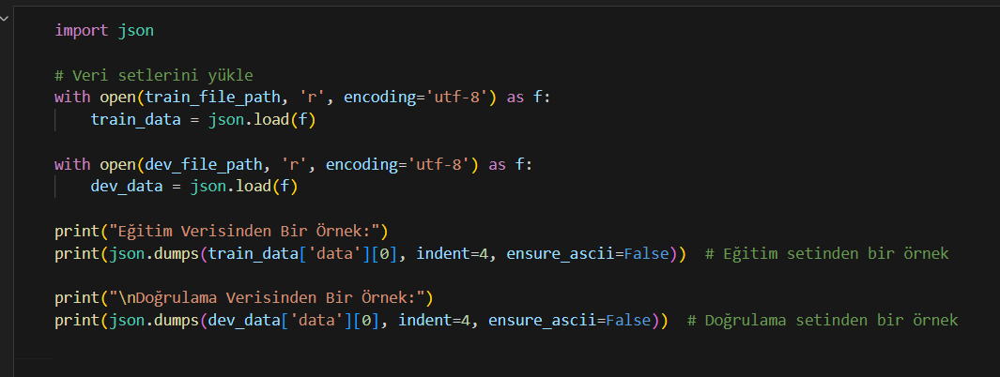 import json
# Veri setlerini yükle
with open(train_file_path, 'r', encoding='utf-8') as f:
    train_data = json.load(f)
with open(dev_file_path, 'r', encoding='utf-8') as f:
    dev_data = json.load(f)
print("Eğitim Verisinden Bir Örnek:")
print(json.dumps(train_data['data'][0], indent=4, ensure_ascii=False))  # Eğitim setinden bir örnek
print("\nDoğrulama Verisinden Bir Örnek:")
print(json.dumps(dev_data['data'][0], indent=4, ensure_ascii=False))  # Doğrulama setinden bir örnek